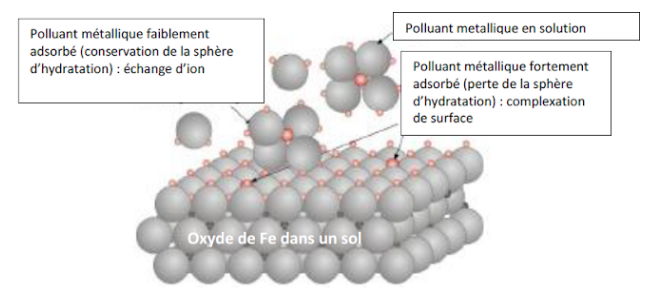 Polluant métallique faiblement
adsorbé (conservation de la sphère
d'hydratation) : échange d'ion
Polluant metallique en solution
Polluant métallique fortement
adsorbé (perte de la sphère
d'hydratation) : complexation
de surface
Oxyde de Fe dans un sol